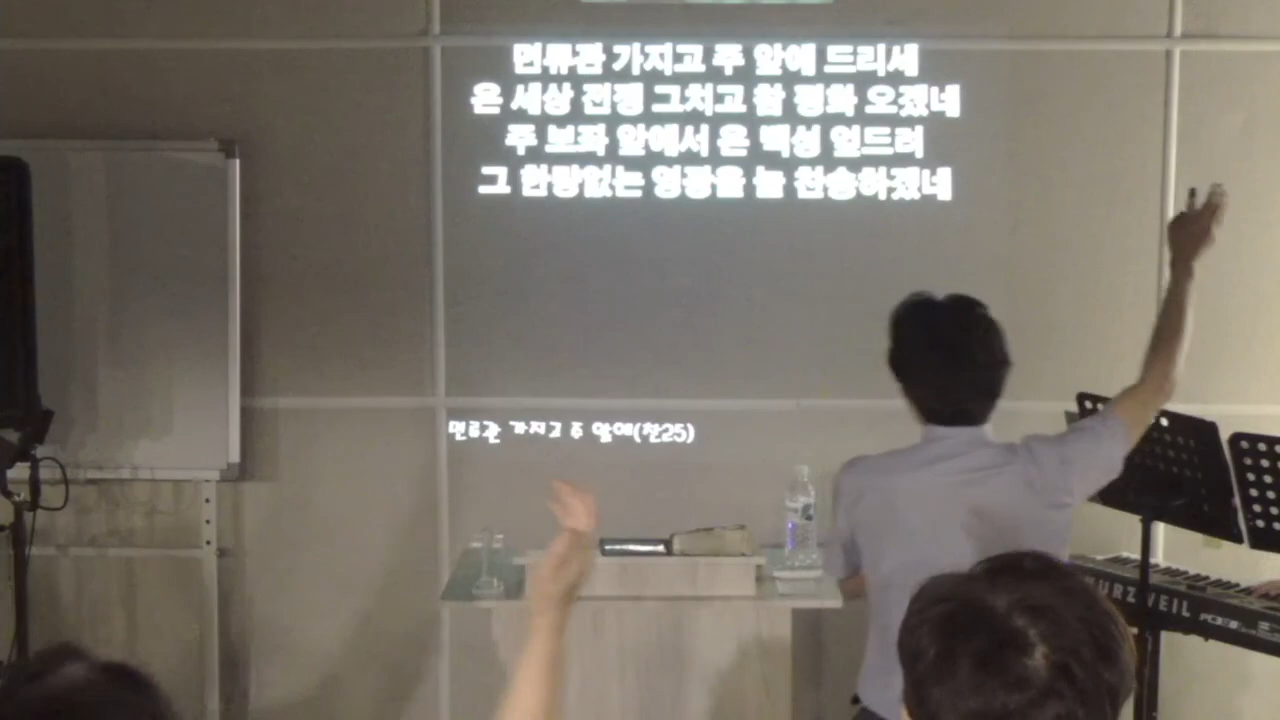 면류관 가지고 주 앞에 드리세
온 세상 전쟁 그치고 참 평화 오겠네
주 보좌 앞에서 온 백성 엎드려
그 한량없는 영광을 늘 찬송하겠네
면류관 가지고 주 앞에(찬25)
KURZWEIL